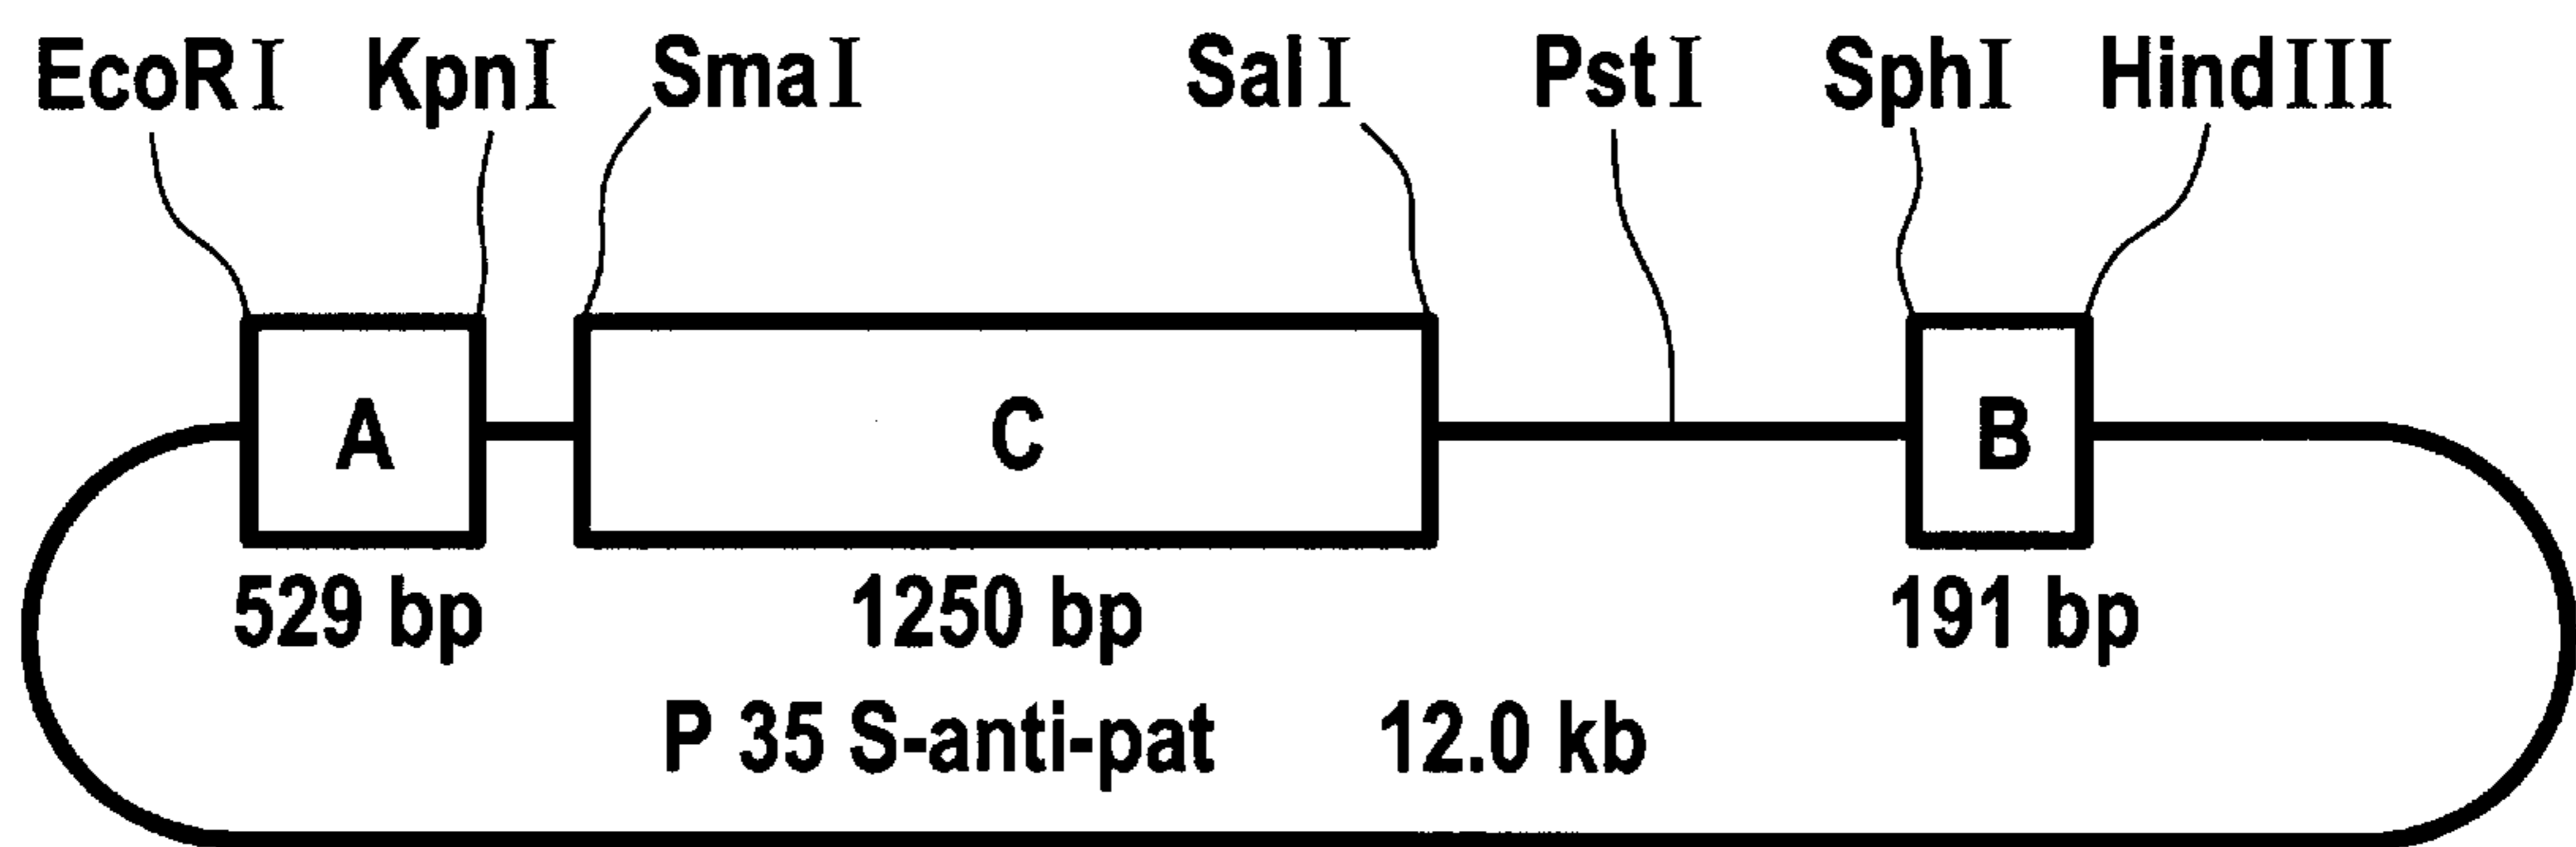 EcoRI KpnI SmaI SalI PstI SphI HindIII
A C B
529 bp 1250 bp 191 bp
P 35 S-anti-pat 12.0 kb